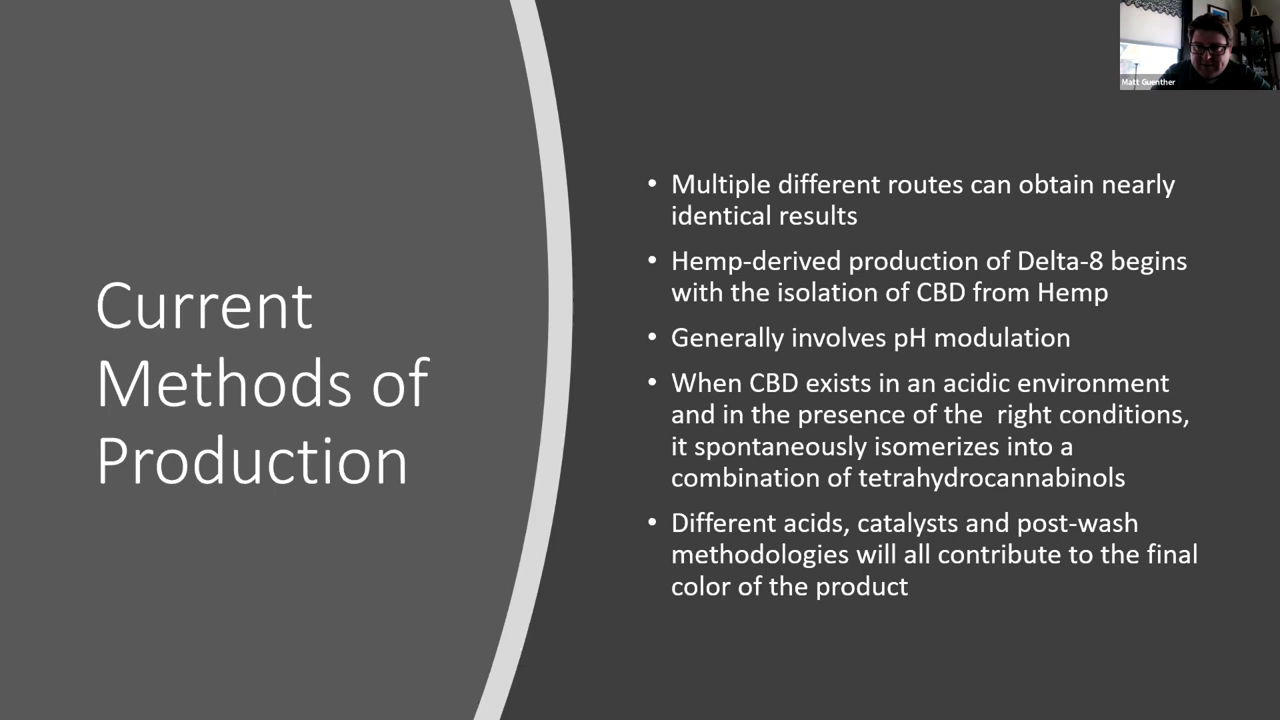 Matt Guenther
Current
Methods of
Production
• Multiple different routes can obtain nearly
identical results
• Hemp-derived production of Delta-8 begins
with the isolation of CBD from Hemp
• Generally involves pH modulation
• When CBD exists in an acidic environment
and in the presence of the  right conditions,
it spontaneously isomerizes into a
combination of tetrahydrocannabinols
• Different acids, catalysts and post-wash
methodologies will all contribute to the final
color of the product